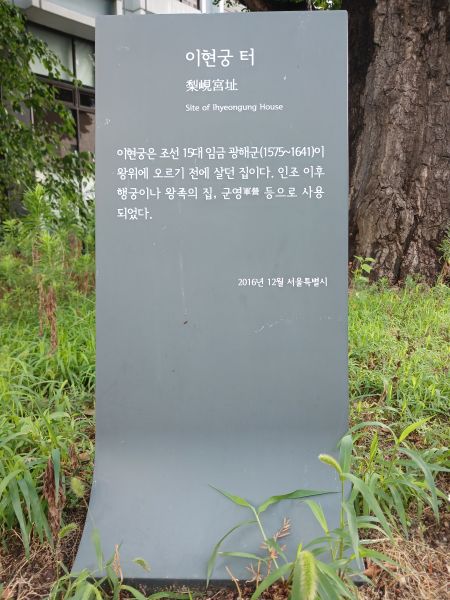 이현궁 터
梨峴宮址
Site of Ihyeongung House
이현궁은 조선 15대 임금 광해군(1575~1641)이
왕위에 오르기 전에 살던 집이다. 인조 이후
행궁이나 왕족의 집, 군영軍營 등으로 사용
되었다.
2016년 12월 서울특별시